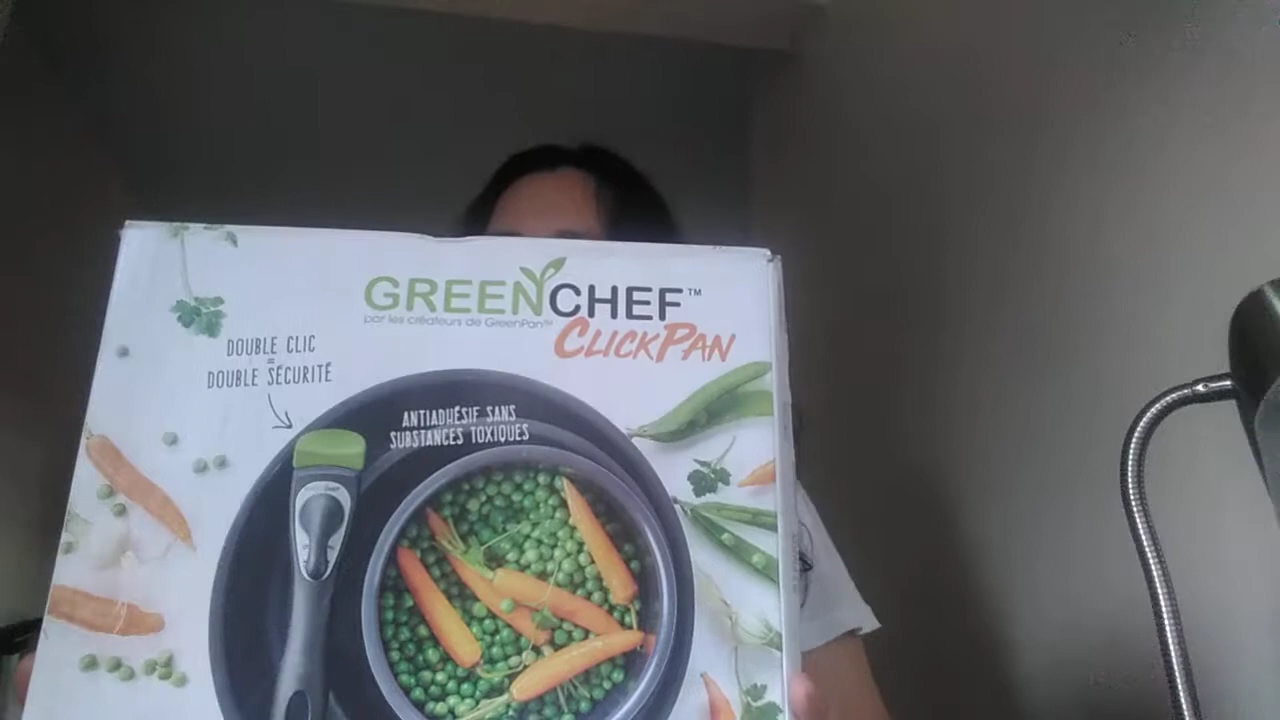 GREENCHEF™
par les créateurs de GreenPan™
CLICKPAN
DOUBLE CLIC
=
DOUBLE SÉCURITÉ
ANTIADHÉSIF SANS
SUBSTANCES TOXIQUES